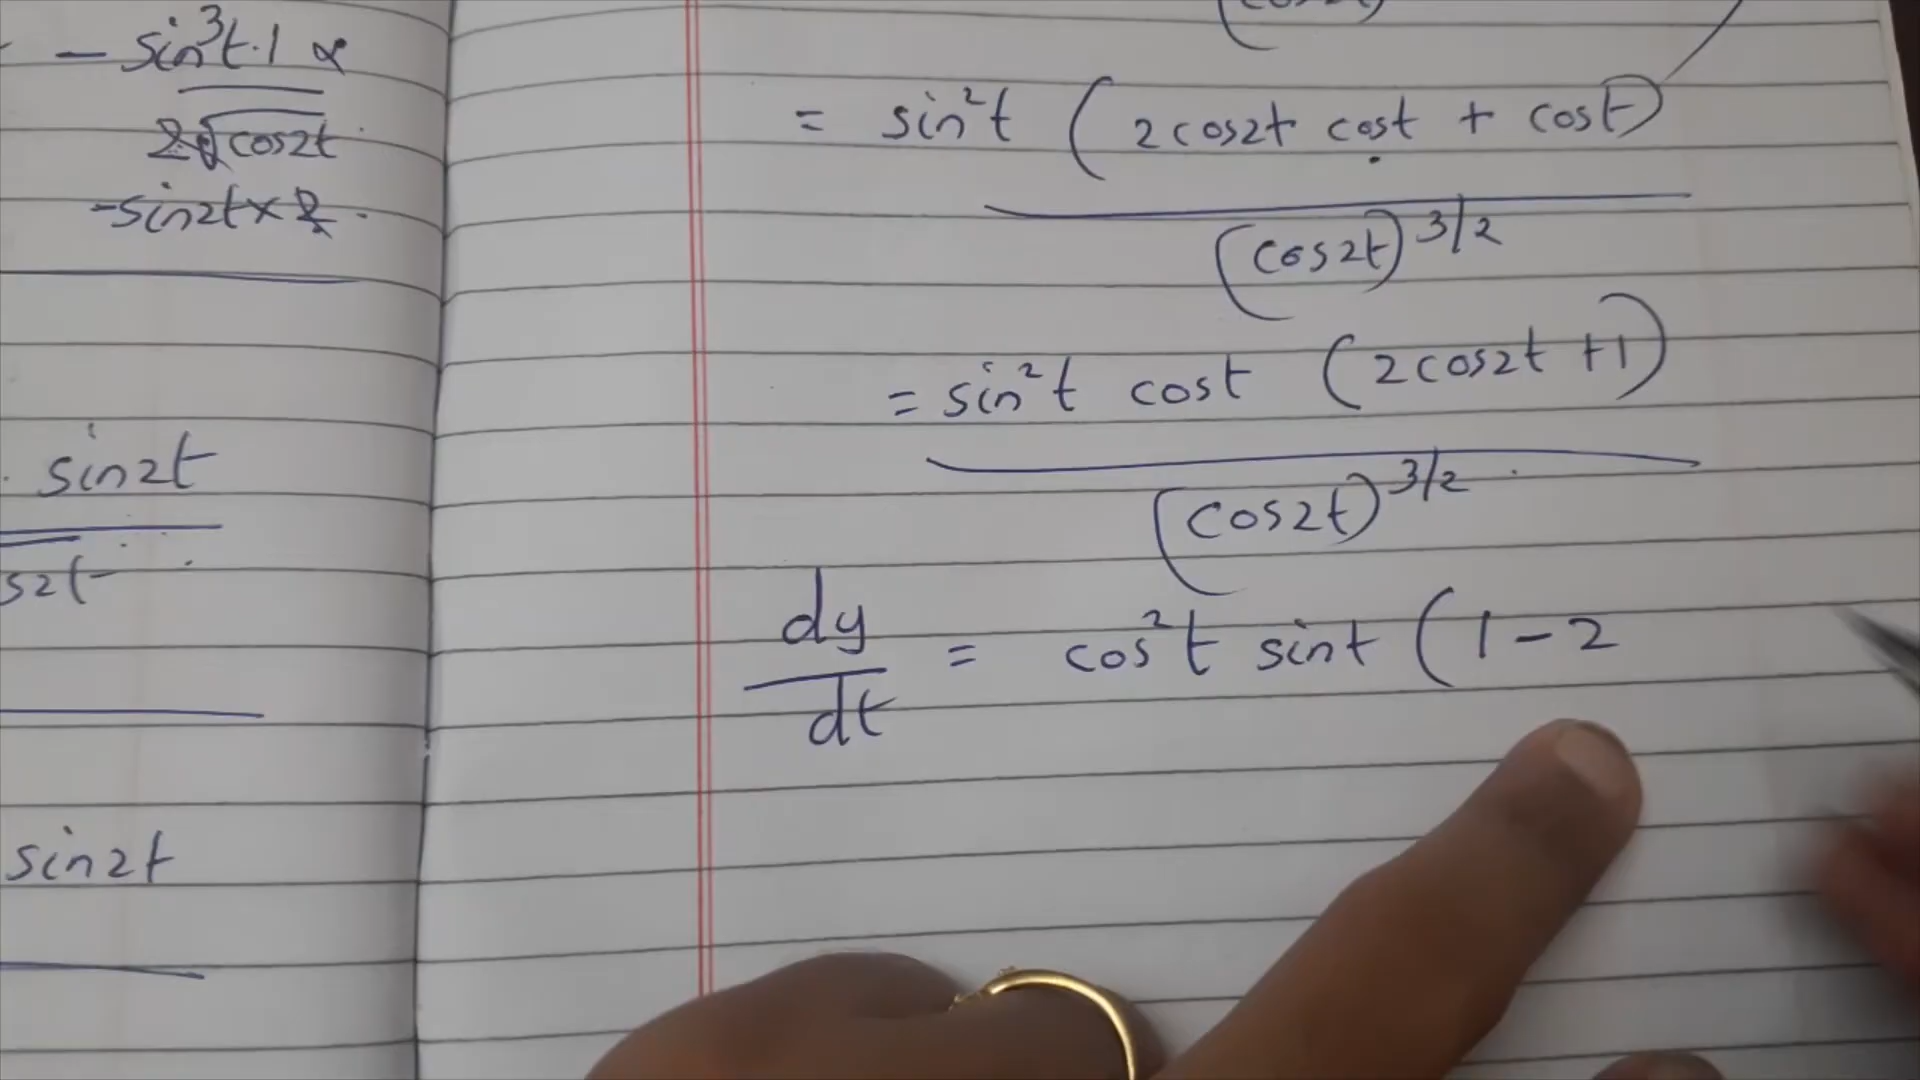 - sin³t.1 ×
2√cos2t
-sin2t × 2
sin2t
s2t
sin2t
= sin²t (2cos2t cost + cost)
(cos2t)^3/2
= sin²t cost (2cos2t +1)
(cos2t)^3/2
dy/dt = cos²t sint (1-2